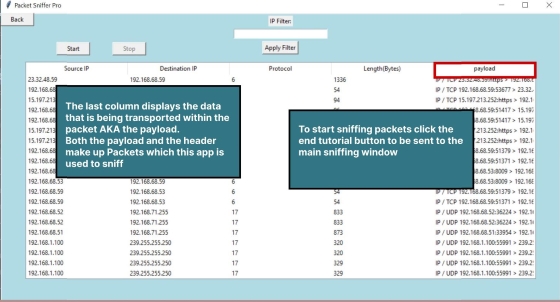 Packet Sniffer Pro
Back
IP Filter:
Start
Stop
Apply Filter
Source IP Destination IP Protocol Length(Bytes) payload
23.32.48.59 192.168.68.59 6 1336 IP / TCP 23.32.48.59:https > 192.168.6
192.168.68 54 IP / TCP 192.168.68.59:53677 > 23.32.
15.197.213 94 IP / TCP 15.197.213.252:https > 192.1
192.168.68 54 IP / TCP 192.168.68.59:51417 > 15.197
192.168.68 IP / TCP 192.168.68.59:51417 > 15.197
15.197.213 IP / TCP 15.197.213.252:https > 192.1
192.168.68 IP / TCP 192.168.68.59:51379 > 192.16
192.168.68 IP / TCP 192.168.68.59:51371 > 192.16
192.168.68 IP / TCP 192.168.68.53:8009 > 192.168
192.168.68.53 192.168.68.59 6 IP / TCP 192.168.68.53:8009 > 192.168
192.168.68.59 192.168.68.53 6 54 IP / TCP 192.168.68.59:51379 > 192.16
192.168.68.59 192.168.68.53 6 54 IP / TCP 192.168.68.59:51371 > 192.16
192.168.68.52 192.168.71.255 17 833 IP / UDP 192.168.68.52:36224 > 192.16
192.168.68.52 192.168.71.255 17 833 IP / UDP 192.168.68.52:36224 > 192.16
192.168.68.51 192.168.71.255 17 873 IP / UDP 192.168.68.51:33954 > 192.16
192.168.1.100 239.255.255.250 17 320 IP / UDP 192.168.1.100:55991 > 239.25
192.168.1.100 239.255.255.250 17 320 IP / UDP 192.168.1.100:55991 > 239.25
192.168.1.100 239.255.255.250 17 329 IP / UDP 192.168.1.100:55991 > 239.25
192.168.1.100 239.255.255.250 17 329 IP / UDP 192.168.1.100:55991 > 239.25
The last column displays the data
that is being transported within the
packet AKA the payload.
Both the payload and the header
make up Packets which this app is
used to sniff
To start sniffing packets click the
end tutorial button to be sent to the
main sniffing window